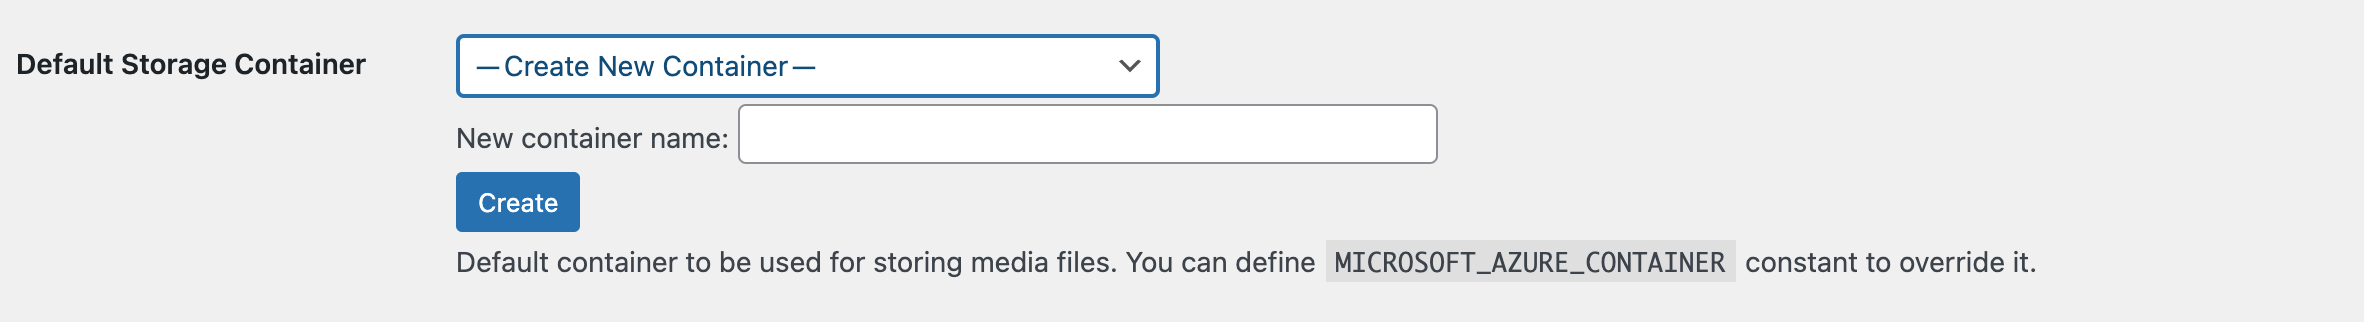 Default Storage Container
— Create New Container —
New container name:
Create
Default container to be used for storing media files. You can define MICROSOFT_AZURE_CONTAINER constant to override it.